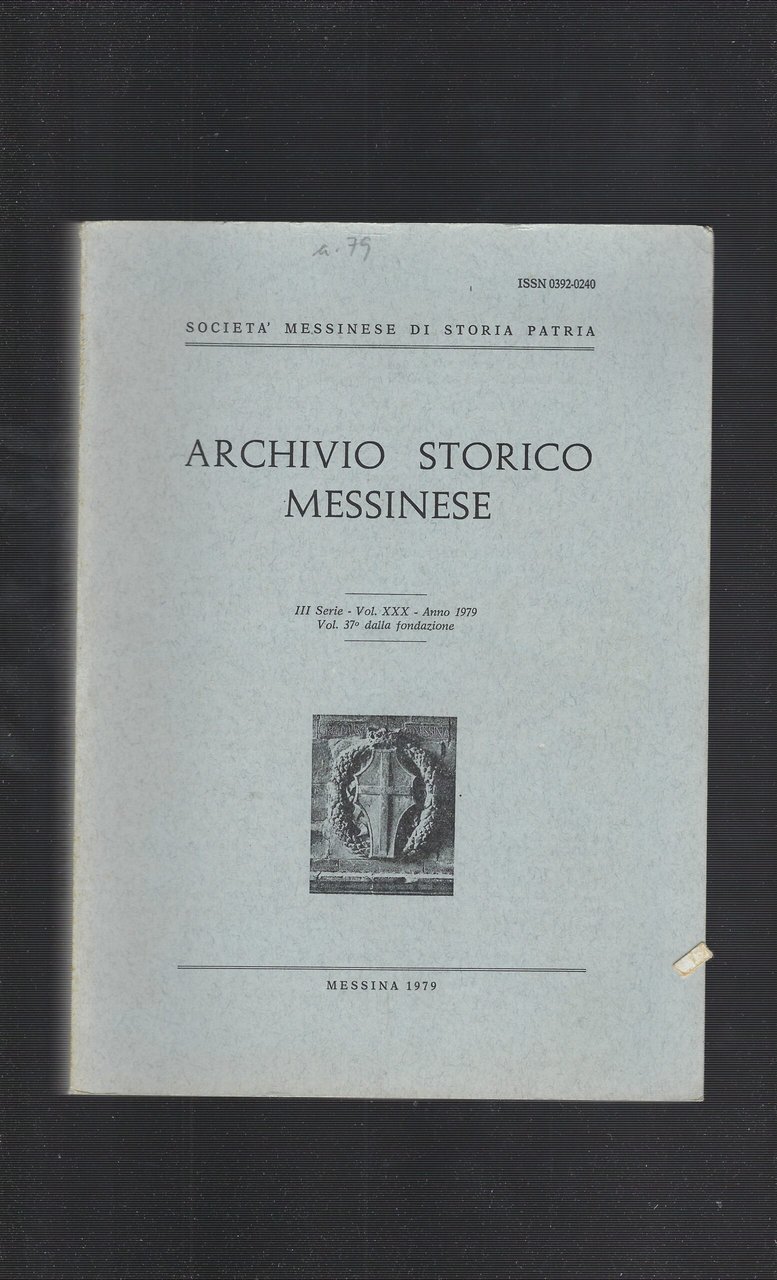 a. 79
ISSN 0392-0240
SOCIETA' MESSINESE DI STORIA PATRIA
ARCHIVIO STORICO
MESSINESE
III Serie - Vol. XXX - Anno 1979
Vol. 37º dalla fondazione
MESSINA 1979